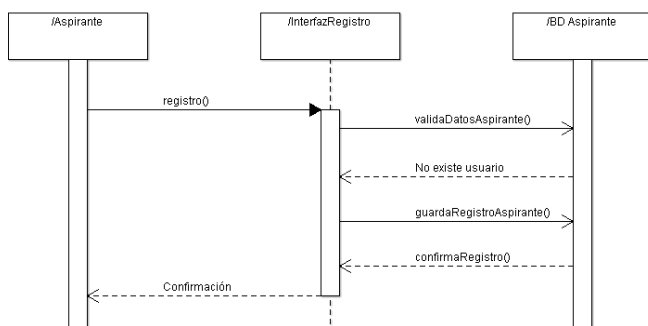 /Aspirante
/InterfazRegistro
/BD Aspirante
registro()
validaDatosAspirante()
No existe usuario
guardaRegistroAspirante()
confirmaRegistro()
Confirmación